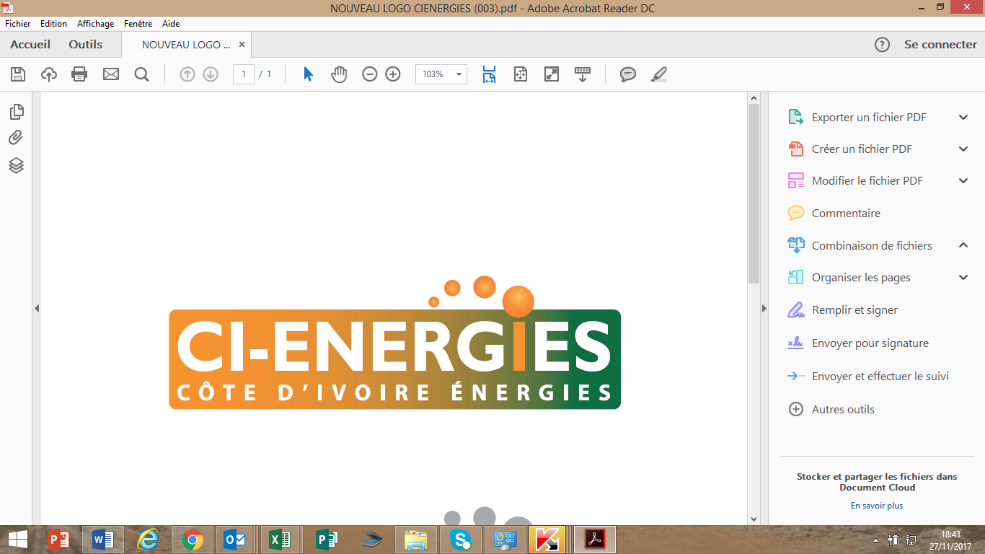 NOUVEAU LOGO CIENERGIES (003).pdf - Adobe Acrobat Reader DC
Fichier Edition Affichage Fenêtre Aide
Accueil Outils NOUVEAU LOGO ... × Se connecter
1 / 1 103%
Exporter un fichier PDF
Créer un fichier PDF
Modifier le fichier PDF
Commentaire
Combinaison de fichiers
Organiser les pages
Remplir et signer
Envoyer pour signature
Envoyer et effectuer le suivi
Autres outils
Stocker et partager les fichiers dans
Document Cloud
En savoir plus
CI-ENERGiES
CÔTE D'IVOIRE ÉNERGIES
18:43
27/11/2017